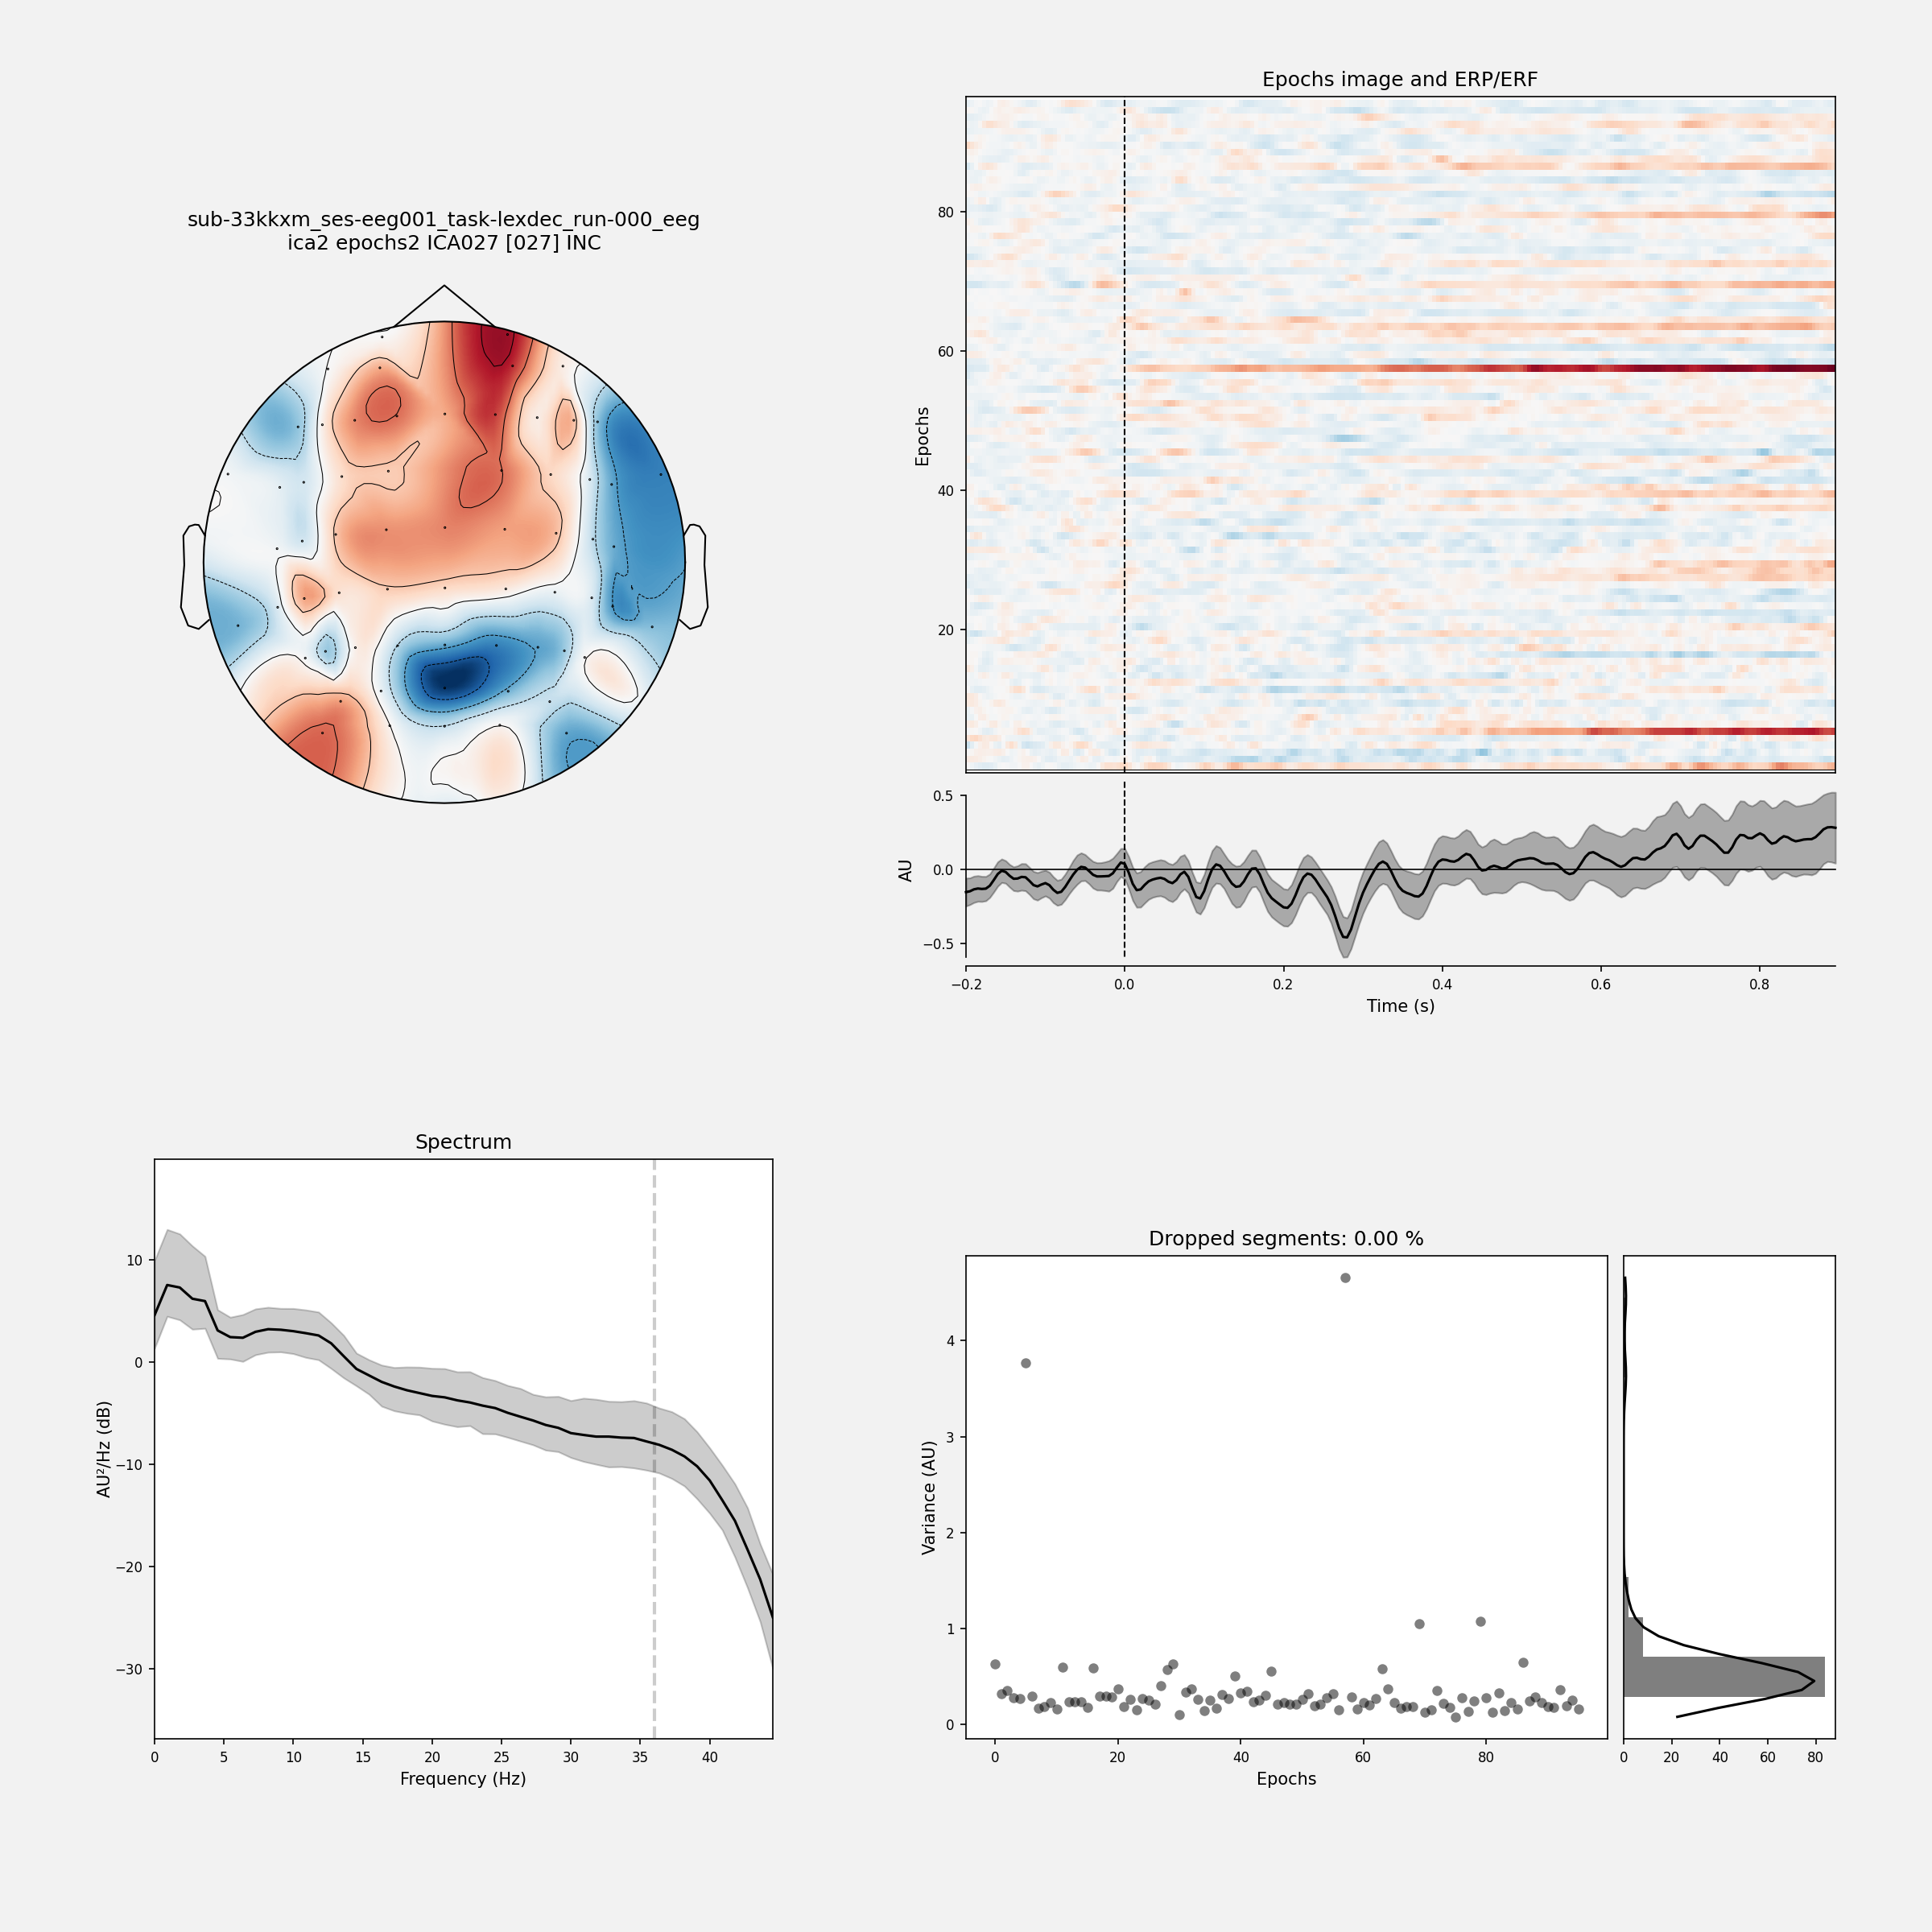 sub-33kkxm_ses-eeg001_task-lexdec_run-000_eeg
ica2 epochs2 ICA027 [027] INC
Epochs image and ERP/ERF
Epochs
80
60
40
20
AU
0.5
0.0
−0.5
−0.2 0.0 0.2 0.4 0.6 0.8
Time (s)
Spectrum
AU²/Hz (dB)
10
0
−10
−20
−30
0 5 10 15 20 25 30 35 40
Frequency (Hz)
Dropped segments: 0.00 %
Variance (AU)
4
3
2
1
0
0 20 40 60 80
Epochs
0 20 40 60 80